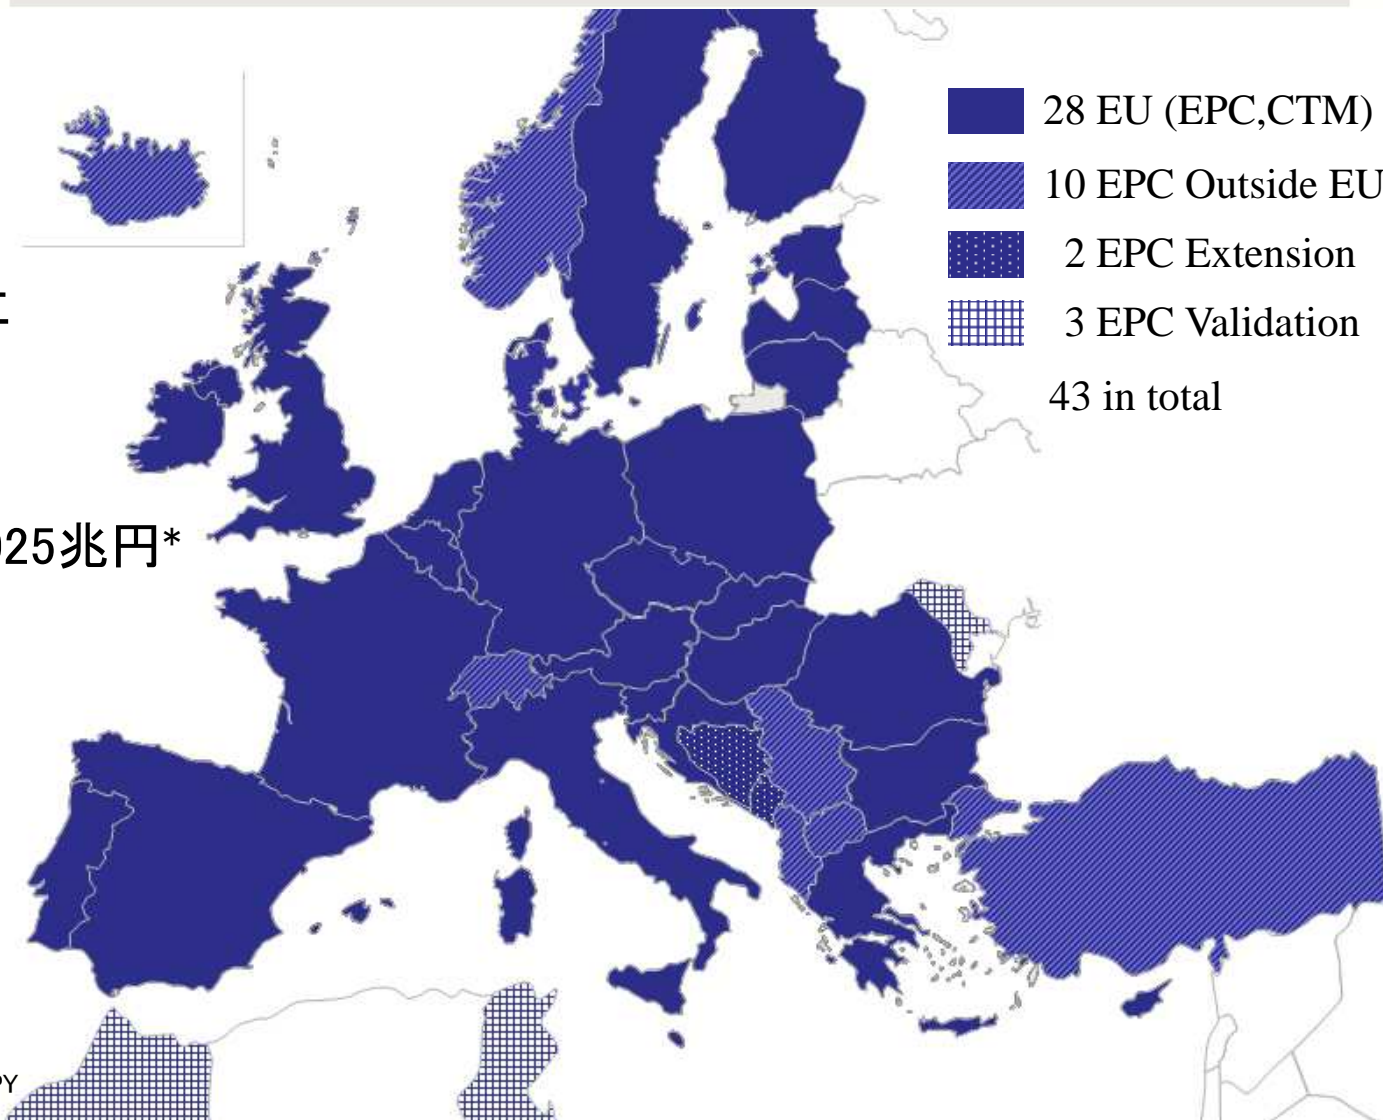 28 EU (EPC,CTM)
10 EPC Outside EU
2 EPC Extension
3 EPC Validation
43 in total
25兆円*
PY